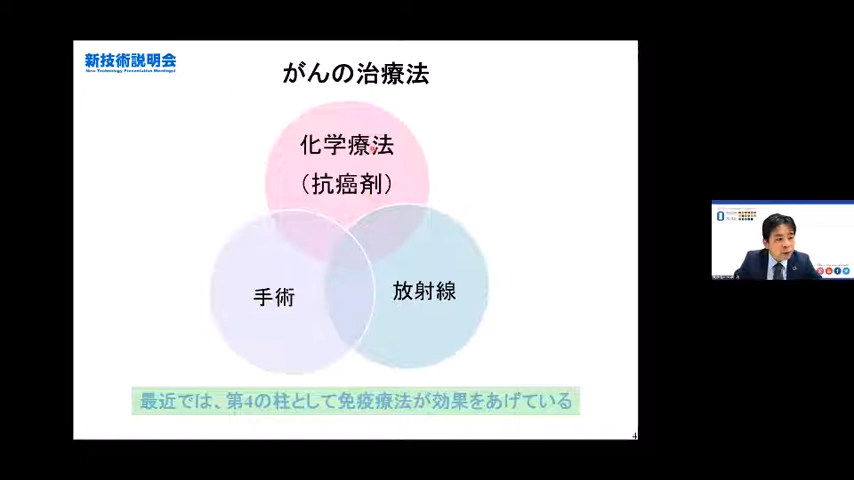 新技術説明会
New Technology Presentation Meetings!
がんの治療法
化学療法
（抗癌剤）
手術
放射線
最近では、第4の柱として免疫療法が効果をあげている
4